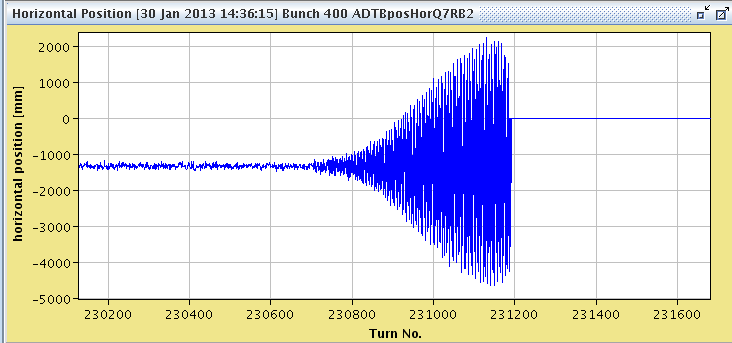 Horizontal Position [30 Jan 2013 14:36:15] Bunch 400 ADTBposHorQ7RB2
2000
1000
0
-1000
-2000
-3000
-4000
-5000
horizontal position [mm]
230200 230400 230600 230800 231000 231200 231400 231600
Turn No.